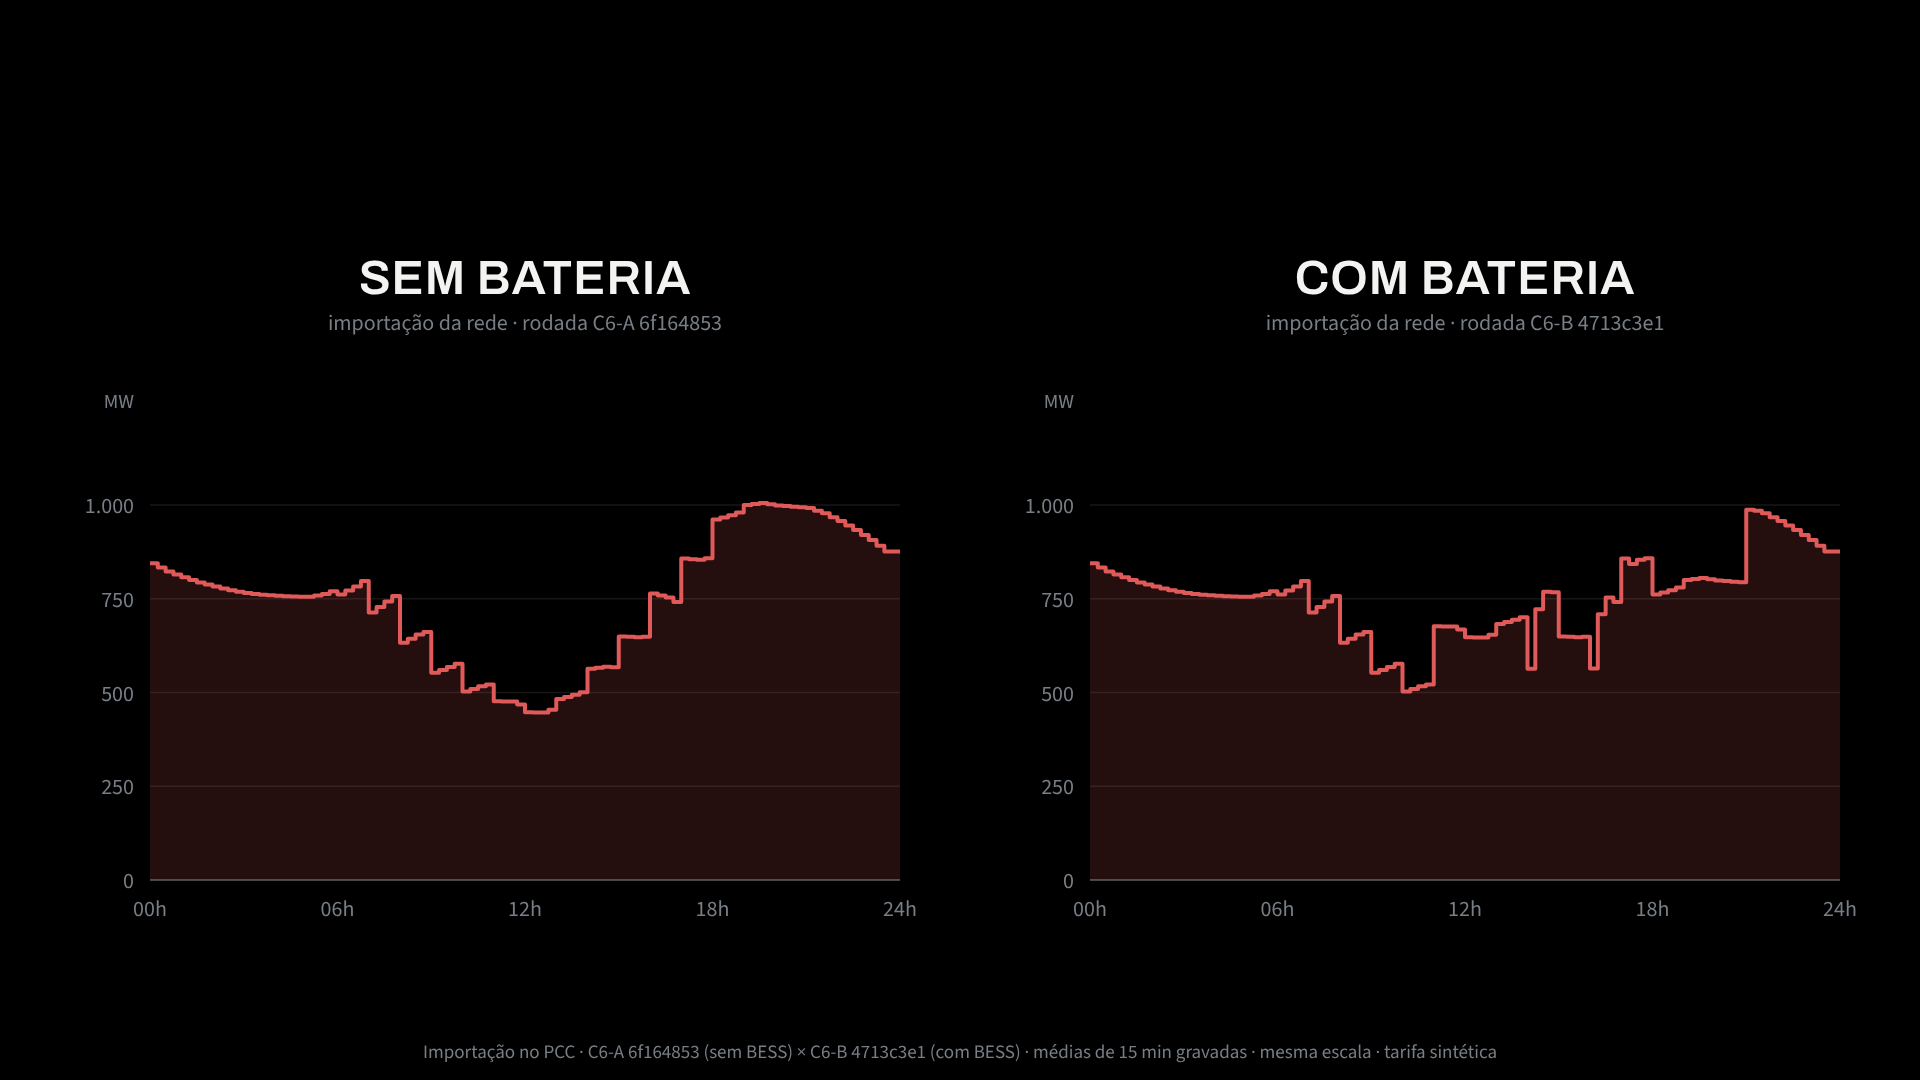 SEM BATERIA
importação da rede · rodada C6-A 6f164853
MW
1.000
750
500
250
0
00h 06h 12h 18h 24h
COM BATERIA
importação da rede · rodada C6-B 4713c3e1
MW
1.000
750
500
250
0
00h 06h 12h 18h 24h
Importação no PCC · C6-A 6f164853 (sem BESS) × C6-B 4713c3e1 (com BESS) · médias de 15 min gravadas · mesma escala · tarifa sintética